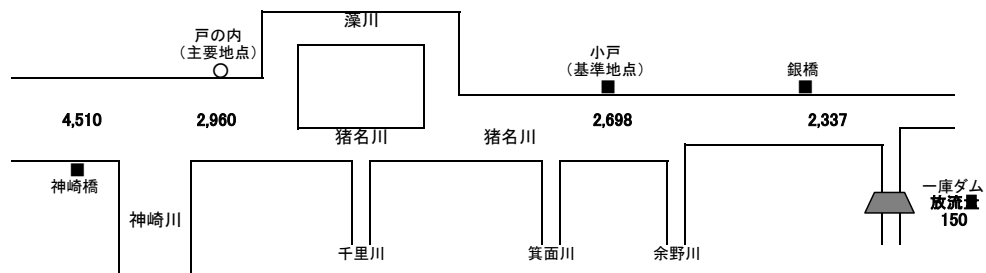 藻川
戸の内
（主要地点）
小戸
（基準地点）
銀橋
4,510
2,960
2,698
2,337
猪名川
猪名川
神崎橋
神崎川
千里川
箕面川
余野川
一庫ダム
放流量
150